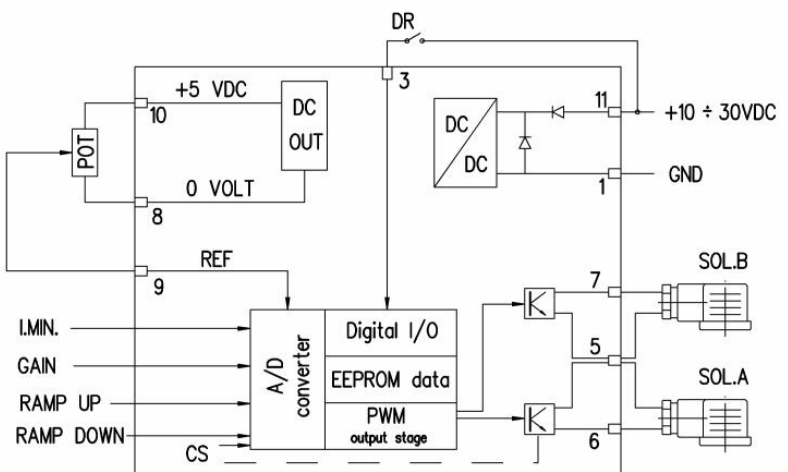 DR
3
+5 VDC
10
DC
OUT
11
+10 ÷ 30VDC
DC
DC
POT
0 VOLT
8
1
GND
REF
9
7
SOL.B
I.MIN.
GAIN
RAMP UP
RAMP DOWN
CS
A/D
converter
Digital I/O
EEPROM data
PWM
output stage
5
SOL.A
6